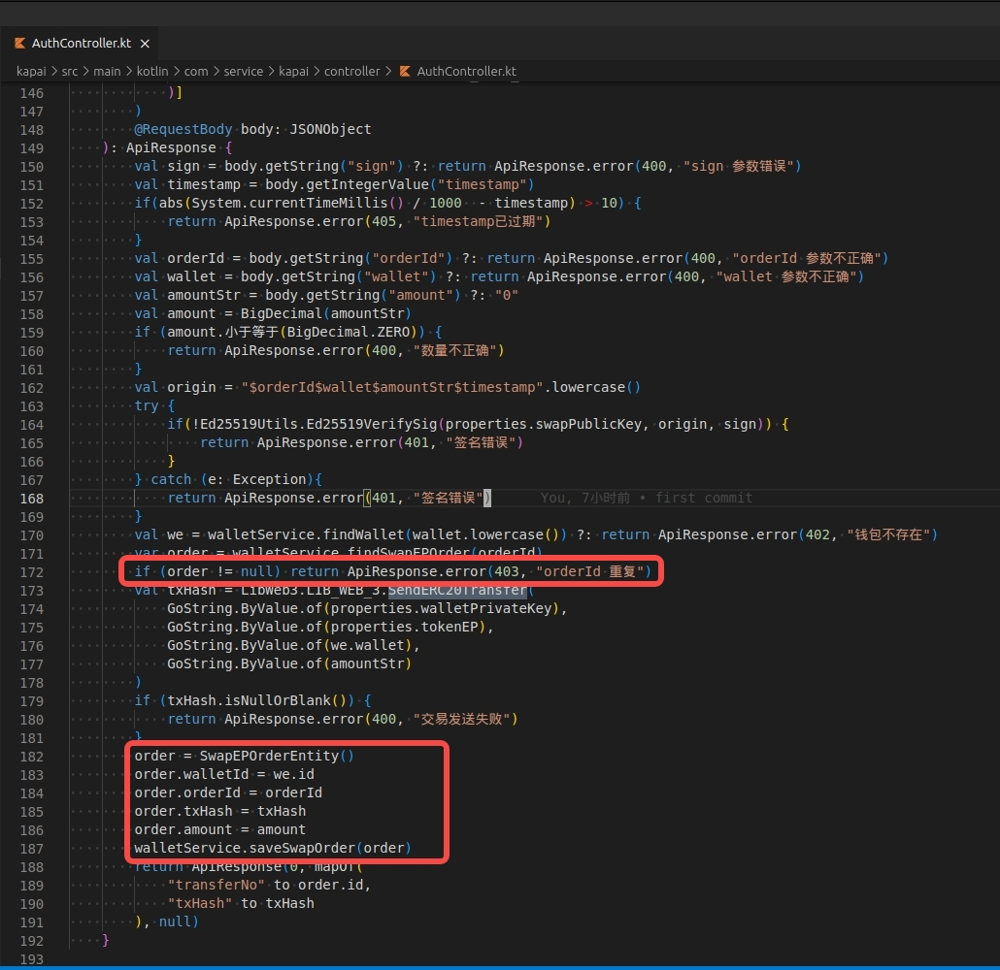 AuthController.kt ×
kapai > src > main > kotlin > com > service > kapai > controller > AuthController.kt
146 )]
147 )
148 @RequestBody body: JSONObject
149 ): ApiResponse {
150 val sign = body.getString("sign") ?: return ApiResponse.error(400, "sign 参数错误")
151 val timestamp = body.getIntegerValue("timestamp")
152 if(abs(System.currentTimeMillis() / 1000 - timestamp) > 10) {
153 return ApiResponse.error(405, "timestamp已过期")
154 }
155 val orderId = body.getString("orderId") ?: return ApiResponse.error(400, "orderId 参数不正确")
156 val wallet = body.getString("wallet") ?: return ApiResponse.error(400, "wallet 参数不正确")
157 val amountStr = body.getString("amount") ?: "0"
158 val amount = BigDecimal(amountStr)
159 if (amount.小于等于(BigDecimal.ZERO)) {
160 return ApiResponse.error(400, "数量不正确")
161 }
162 val origin = "$orderId$wallet$amountStr$timestamp".lowercase()
163 try {
164 if(!Ed25519Utils.Ed25519VerifySig(properties.swapPublicKey, origin, sign)) {
165 return ApiResponse.error(401, "签名错误")
166 }
167 } catch (e: Exception){
168 return ApiResponse.error(401, "签名错误") You, 7小时前 • first commit
169 }
170 val we = walletService.findWallet(wallet.lowercase()) ?: return ApiResponse.error(402, "钱包不存在")
171 var order = walletService.findSwapEPOrder(orderId)
172 if (order != null) return ApiResponse.error(403, "orderId 重复")
173 val txHash = LibWeb3.LIB_WEB_3.SendERC20Transfer(
174 GoString.ByValue.of(properties.walletPrivateKey),
175 GoString.ByValue.of(properties.tokenEP),
176 GoString.ByValue.of(we.wallet),
177 GoString.ByValue.of(amountStr)
178 )
179 if (txHash.isNullOrBlank()) {
180 return ApiResponse.error(400, "交易发送失败")
181 }
182 order = SwapEPOrderEntity()
183 order.walletId = we.id
184 order.orderId = orderId
185 order.txHash = txHash
186 order.amount = amount
187 walletService.saveSwapOrder(order)
188 return ApiResponse(0, mapOf(
189 "transferNo" to order.id,
190 "txHash" to txHash
191 ), null)
192 }
193